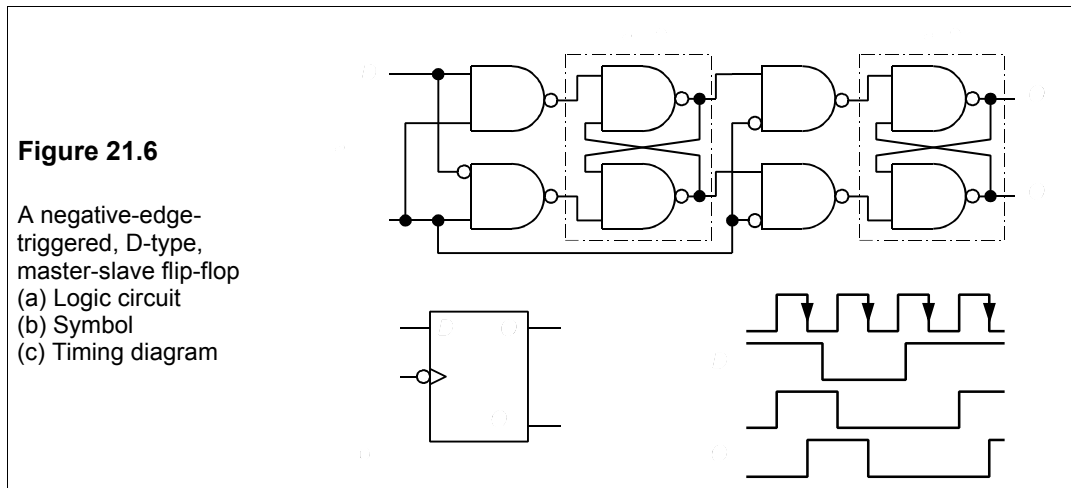 Figure 21.6
A negative-edge-
triggered, D-type,
master-slave flip-flop
(a) Logic circuit
(b) Symbol
(c) Timing diagram
D